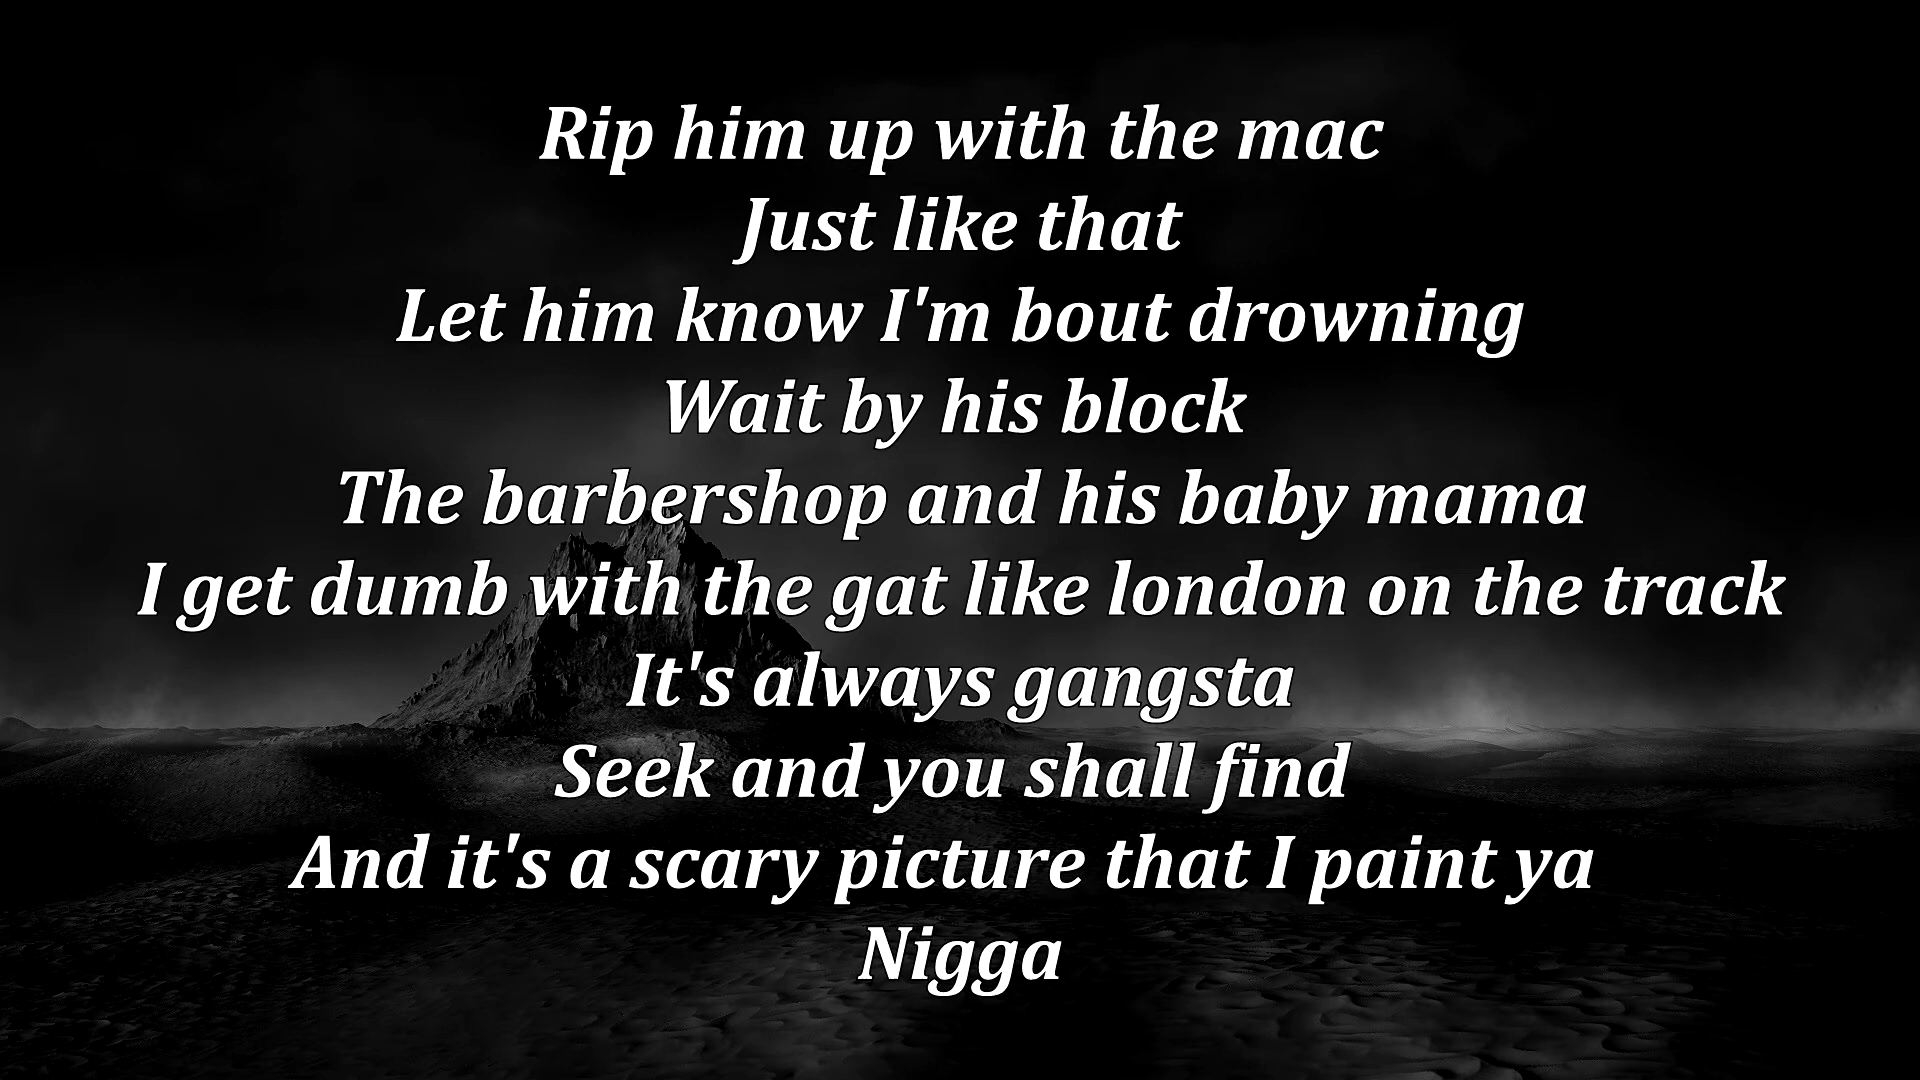 Rip him up with the mac
Just like that
Let him know I'm bout drowning
Wait by his block
The barbershop and his baby mama
I get dumb with the gat like london on the track
It's always gangsta
Seek and you shall find
And it's a scary picture that I paint ya
Nigga